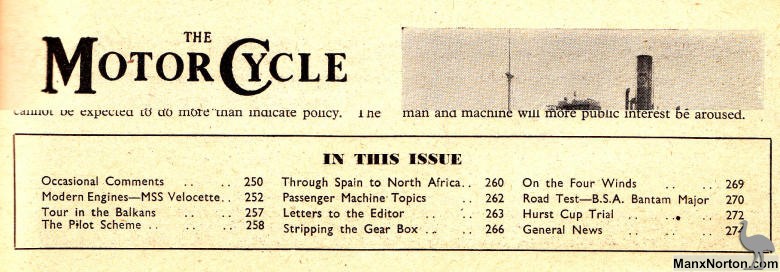 THE
MOTOR CYCLE
cannot be expected to do more than indicate policy. The
man and machine will more public interest be aroused.
IN THIS ISSUE
Occasional Comments .. .. 250
Modern Engines—MSS Velocette.. 252
Tour in the Balkans .. .. 257
The Pilot Scheme .. .. 258
Through Spain to North Africa.. 260
Passenger Machine Topics .. 262
Letters to the Editor .. .. 263
Stripping the Gear Box .. .. 266
On the Four Winds .. .. 269
Road Test—B.S.A. Bantam Major 270
Hurst Cup Trial .. .. 272
General News .. ..
ManxNorton.com